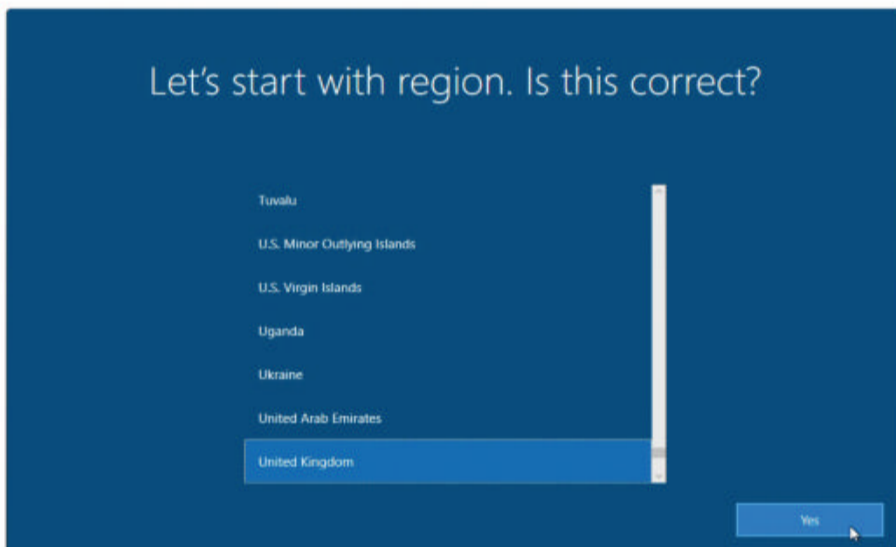 Let's start with region. Is this correct?
Tuvalu
U.S. Minor Outlying Islands
U.S. Virgin Islands
Uganda
Ukraine
United Arab Emirates
United Kingdom
Yes